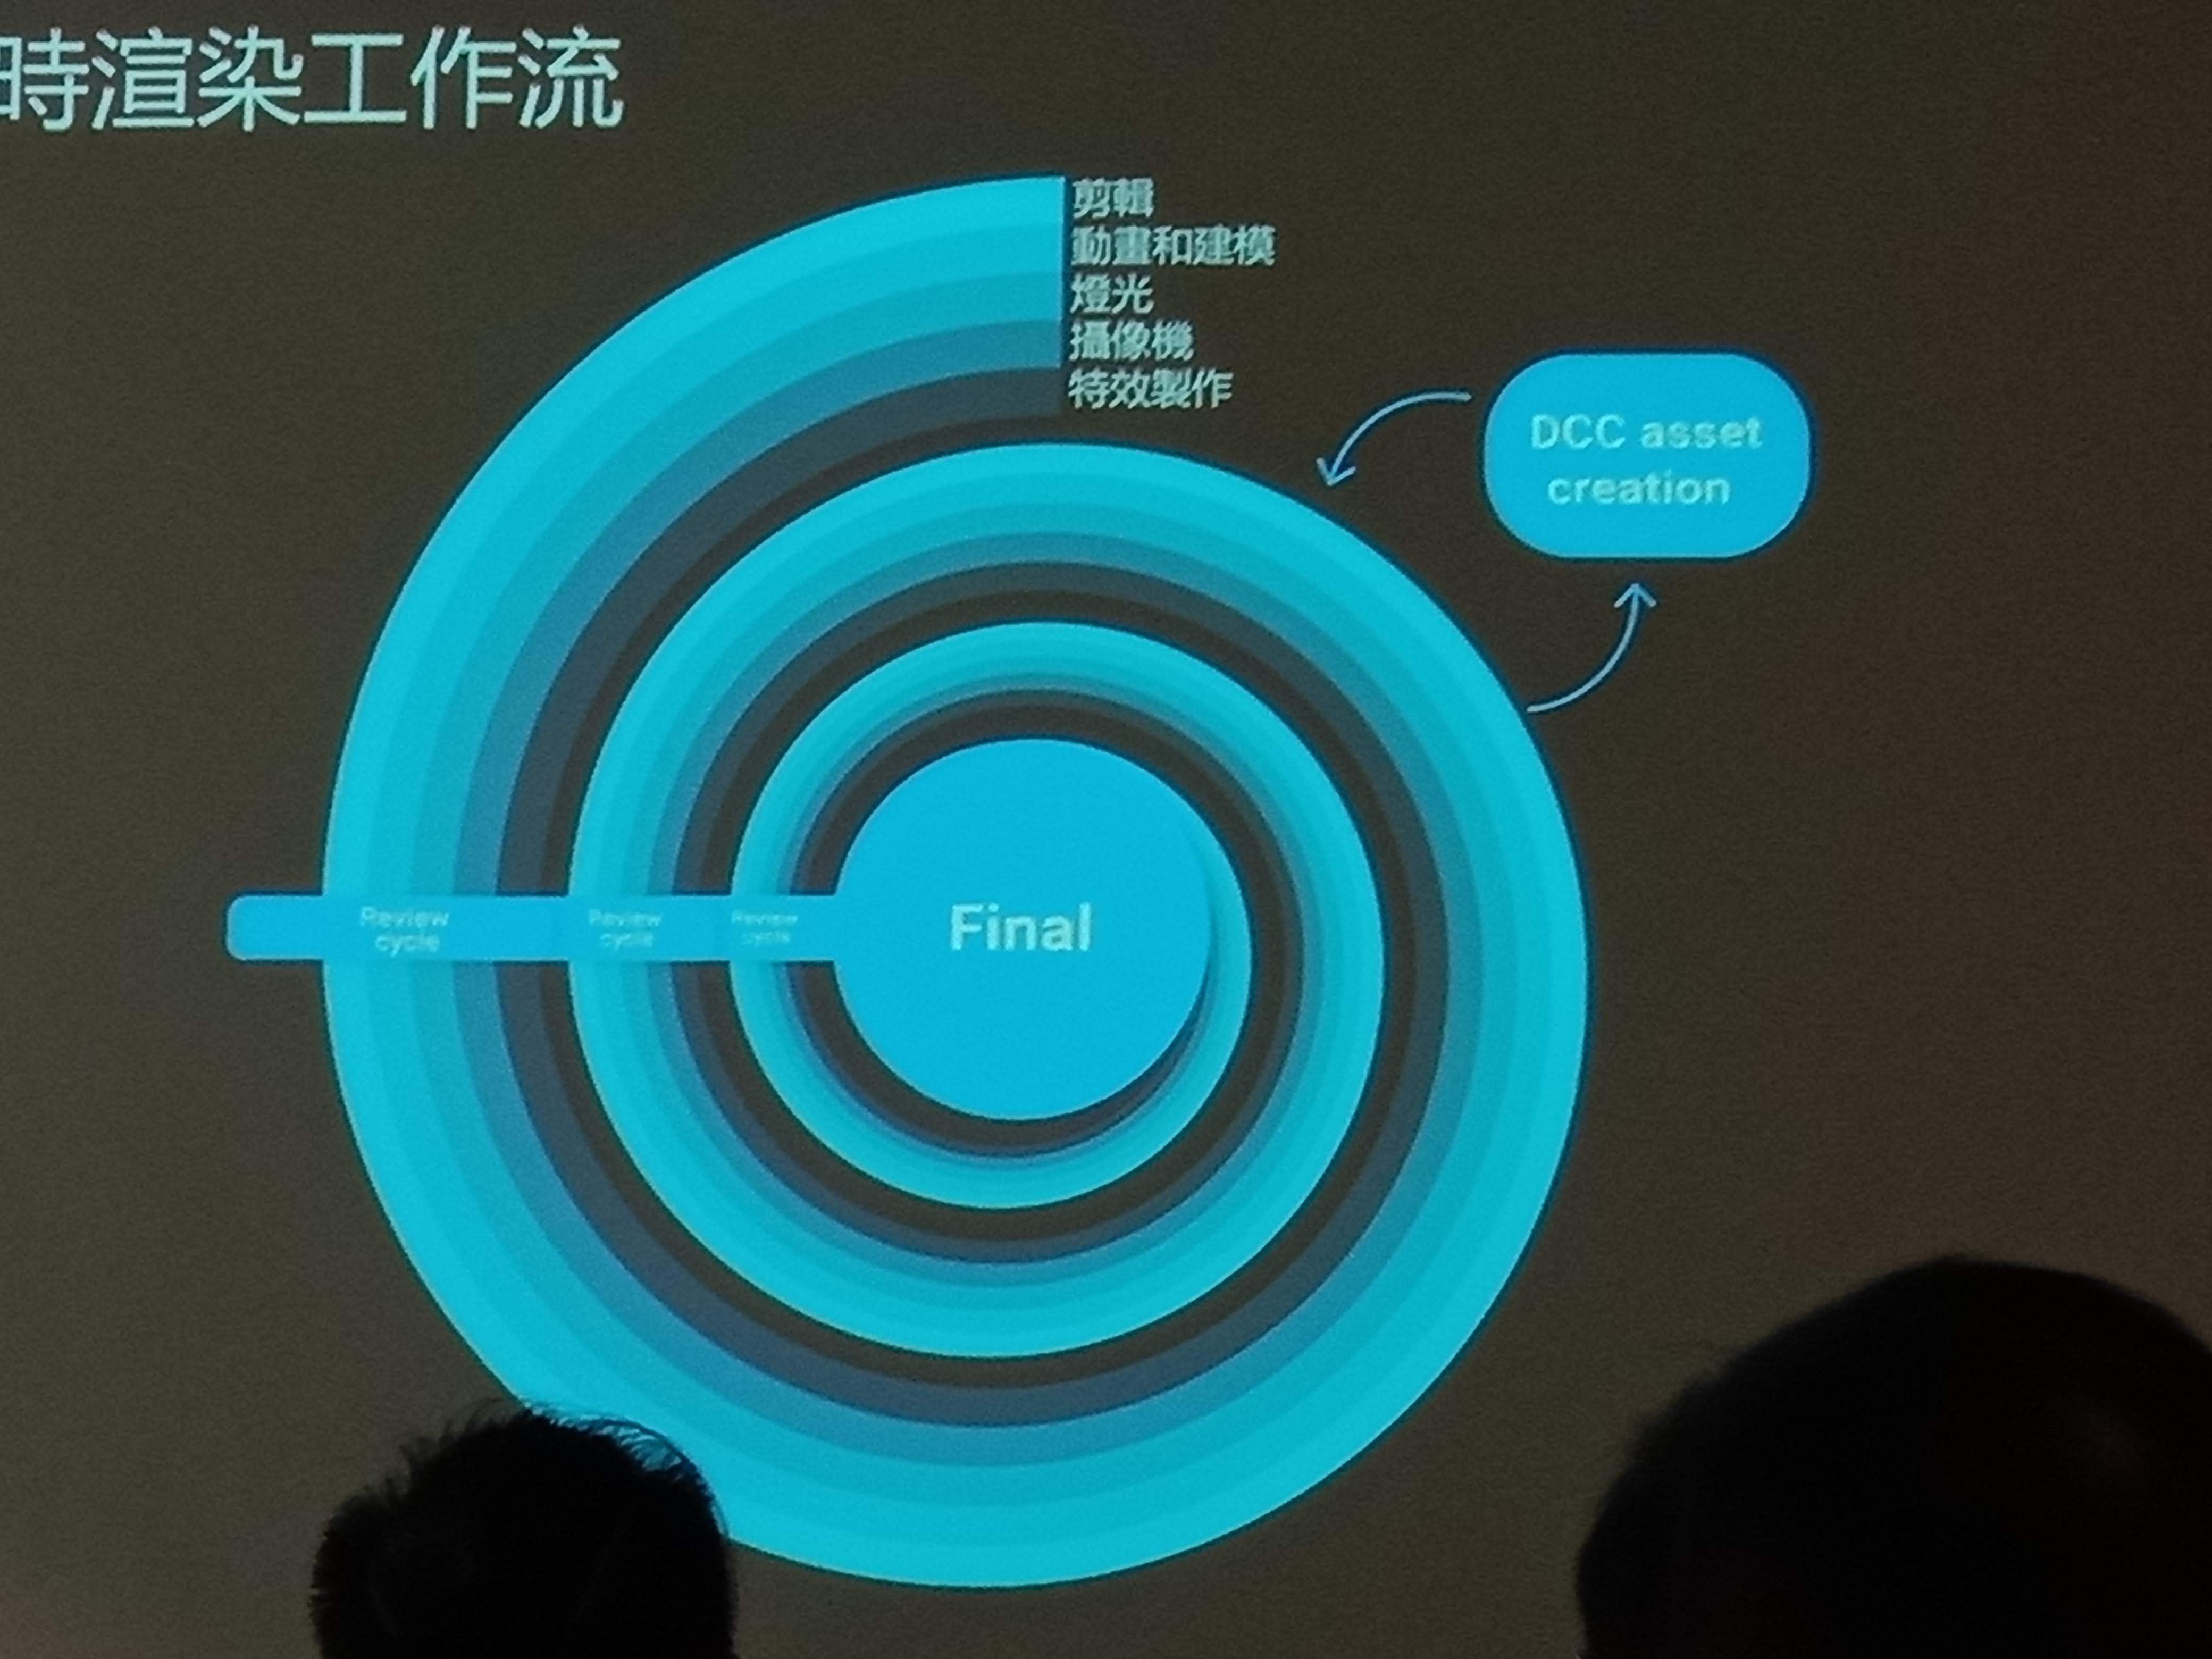 時渲染工作流
剪輯
動畫和建模
燈光
攝像機
特效製作
DCC asset
creation
Review
cycle
Review
cycle
Review
cycle
Final